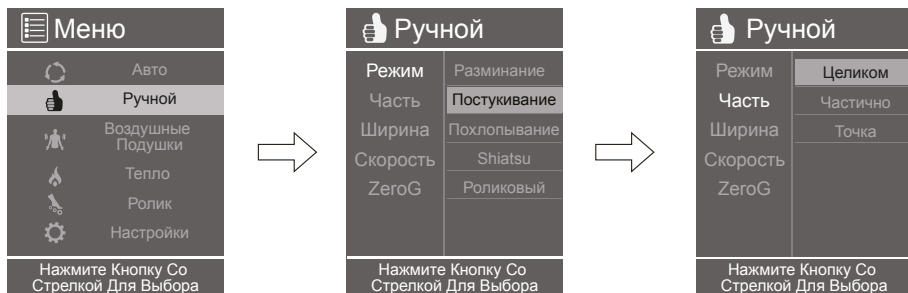 Меню
Авто
Ручной
Воздушные
Подушки
Тепло
Ролик
Настройки
Нажмите Кнопку Со
Стрелкой Для Выбора
Ручной
Режим
Часть
Ширина
Скорость
ZeroG
Разминание
Постукивание
Похлопывание
Shiatsu
Роликовый
Нажмите Кнопку Со
Стрелкой Для Выбора
Ручной
Режим
Часть
Ширина
Скорость
ZeroG
Целиком
Частично
Точка
Нажмите Кнопку Со
Стрелкой Для Выбора